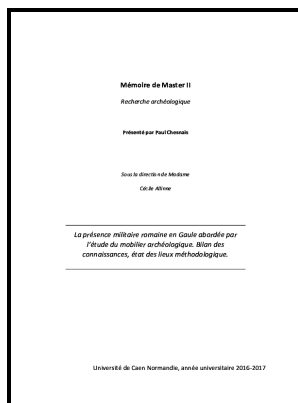 Mémoire de Master II
Recherche archéologique
Présenté par Paul Chesnais
Sous la direction de Madame
Cécile Allinne
La présence militaire romaine en Gaule abordée par
l'étude du mobilier archéologique. Bilan des
connaissances, état des lieux méthodologique.
Université de Caen Normandie, année universitaire 2016-2017